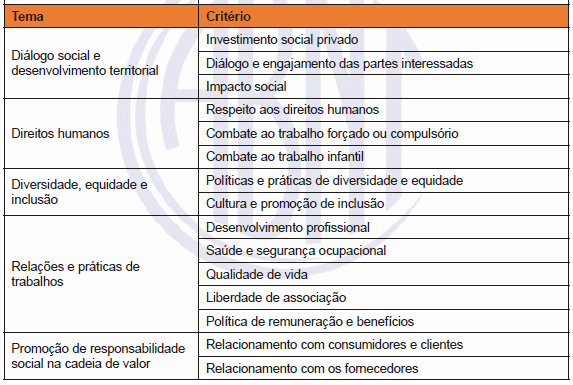 Tema Critério
Diálogo social e
desenvolvimento territorial
Investimento social privado
Diálogo e engajamento das partes interessadas
Impacto social
Direitos humanos
Respeito aos direitos humanos
Combate ao trabalho forçado ou compulsório
Combate ao trabalho infantil
Diversidade, equidade e
inclusão
Políticas e práticas de diversidade e equidade
Cultura e promoção de inclusão
Relações e práticas de
trabalhos
Desenvolvimento profissional
Saúde e segurança ocupacional
Qualidade de vida
Liberdade de associação
Política de remuneração e benefícios
Promoção de responsabilidade
social na cadeia de valor
Relacionamento com consumidores e clientes
Relacionamento com os fornecedores
ABNT